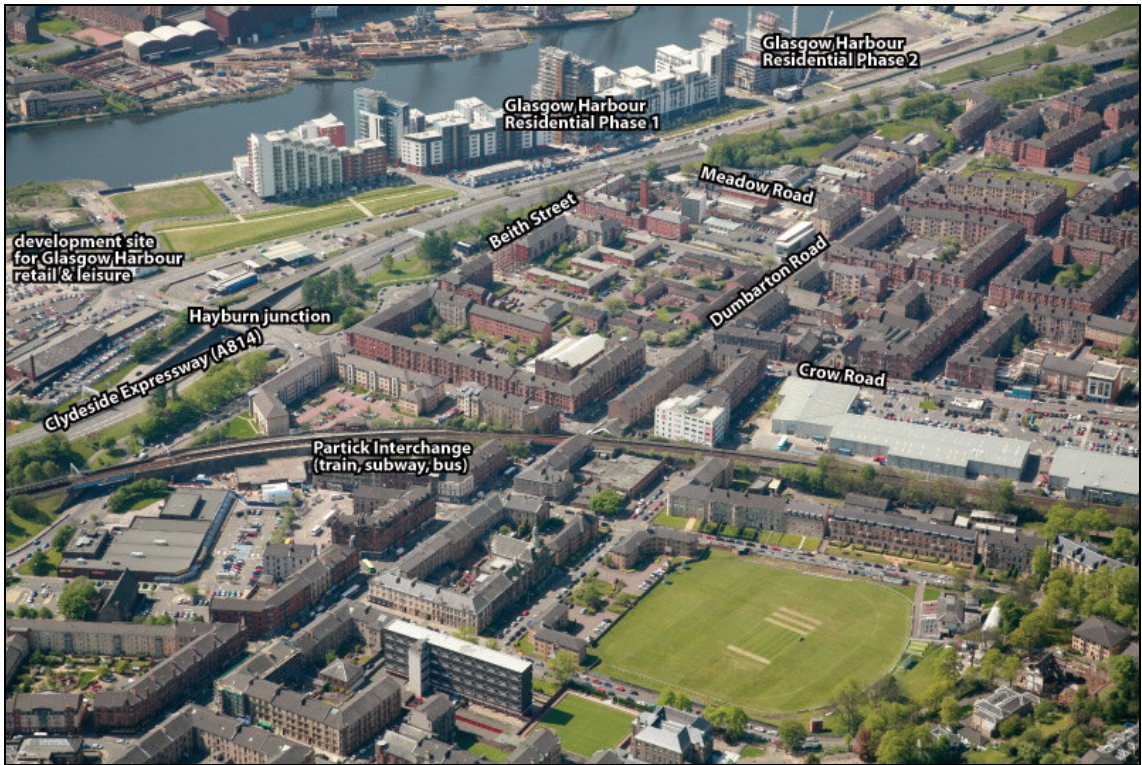 Glasgow Harbour
Residential Phase 2
Glasgow Harbour
Residential Phase 1
Meadow Road
Beith Street
development site
for Glasgow Harbour
retail & leisure
Dumbarton Road
Hayburn junction
Clydeside Expressway (A814)
Crow Road
Partick Interchange
(train, subway, bus)